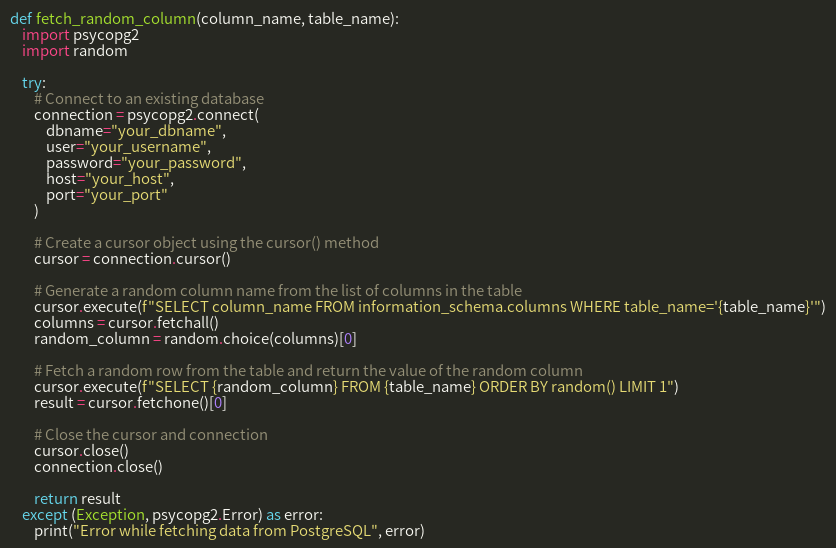 def fetch_random_column(column_name, table_name):
    import psycopg2
    import random

    try:
        # Connect to an existing database
        connection = psycopg2.connect(
            dbname="your_dbname",
            user="your_username",
            password="your_password",
            host="your_host",
            port="your_port"
        )

        # Create a cursor object using the cursor() method
        cursor = connection.cursor()

        # Generate a random column name from the list of columns in the table
        cursor.execute(f"SELECT column_name FROM information_schema.columns WHERE table_name='{table_name}'")
        columns = cursor.fetchall()
        random_column = random.choice(columns)[0]

        # Fetch a random row from the table and return the value of the random column
        cursor.execute(f"SELECT {random_column} FROM {table_name} ORDER BY random() LIMIT 1")
        result = cursor.fetchone()[0]

        # Close the cursor and connection
        cursor.close()
        connection.close()

        return result
    except (Exception, psycopg2.Error) as error:
        print("Error while fetching data from PostgreSQL", error)